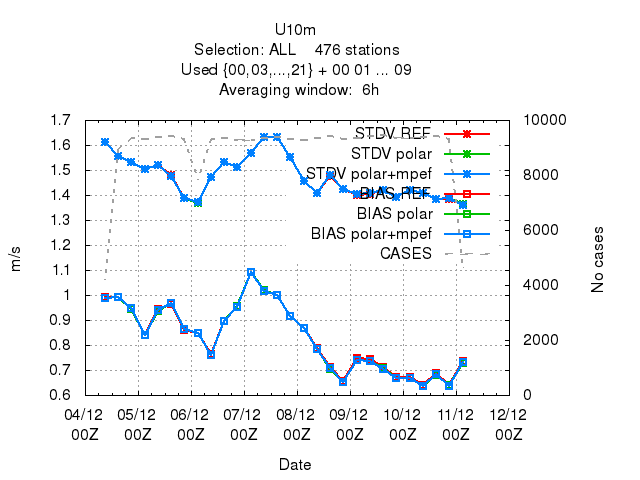 U10m
Selection: ALL 476 stations
Used {00,03,...,21} + 00 01 ... 09
Averaging window: 6h
1.7
1.6
1.5
1.4
1.3
1.2
1.1
1
0.9
0.8
0.7
0.6
m/s
10000
8000
6000
4000
2000
0
No cases
STDV REF
STDV polar
STDV polar+mpef
BIAS REF
BIAS polar
BIAS polar+mpef
CASES
04/12 05/12 06/12 07/12 08/12 09/12 10/12 11/12 12/12
00Z 00Z 00Z 00Z 00Z 00Z 00Z 00Z 00Z
Date